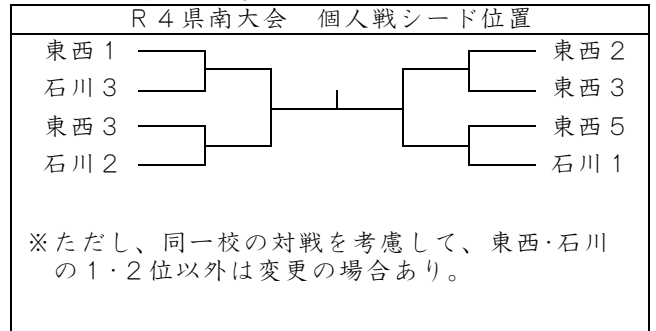 R４県南大会　個人戦シード位置
東西１
石川３
東西３
石川２
東西２
東西３
東西５
石川１
※ただし、同一校の対戦を考慮して、東西・石川
の１・２位以外は変更の場合あり。